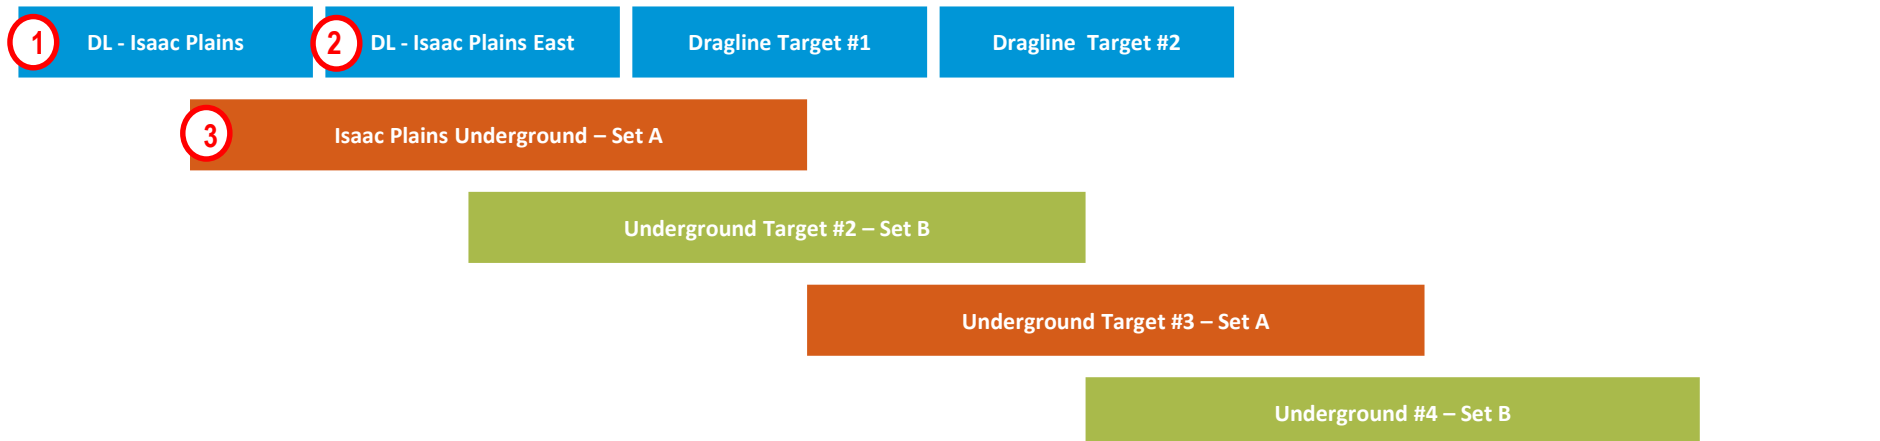 1 DL - Isaac Plains 2 DL - Isaac Plains East Dragline Target #1 Dragline Target #2
3 Isaac Plains Underground – Set A
Underground Target #2 – Set B
Underground Target #3 – Set A
Underground #4 – Set B